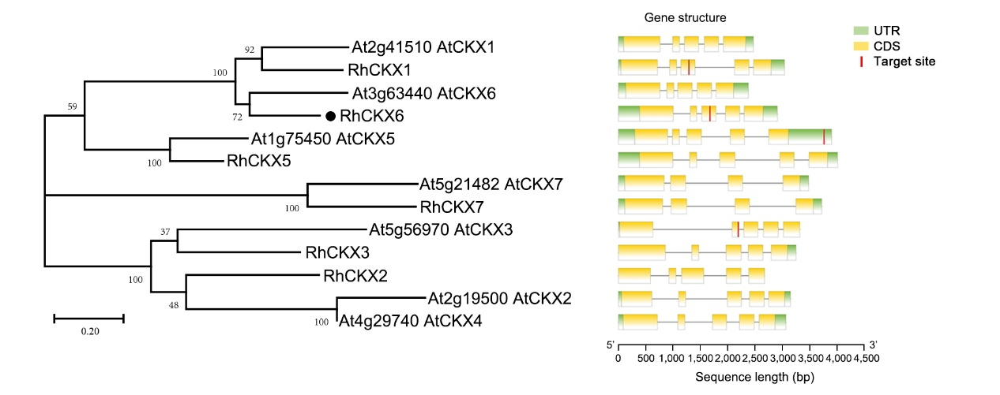 Gene structure
UTR
CDS
Target site
At2g41510 AtCKX1
RhCKX1
At3g63440 AtCKX6
RhCKX6
At1g75450 AtCKX5
RhCKX5
At5g21482 AtCKX7
RhCKX7
At5g56970 AtCKX3
RhCKX3
RhCKX2
At2g19500 AtCKX2
At4g29740 AtCKX4
92
100
72
59
100
100
37
100
48
100
0.20
5' 3'
0 500 1,000 1,500 2,000 2,500 3,000 3,500 4,000 4,500
Sequence length (bp)